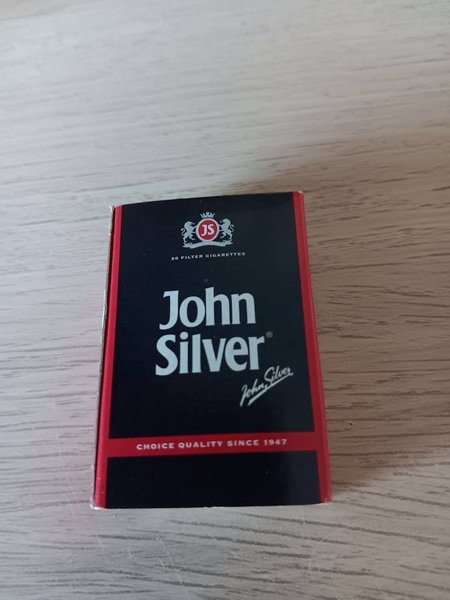 JS
20 FILTER CIGARETTES
John
Silver®
John Silver
CHOICE QUALITY SINCE 1947